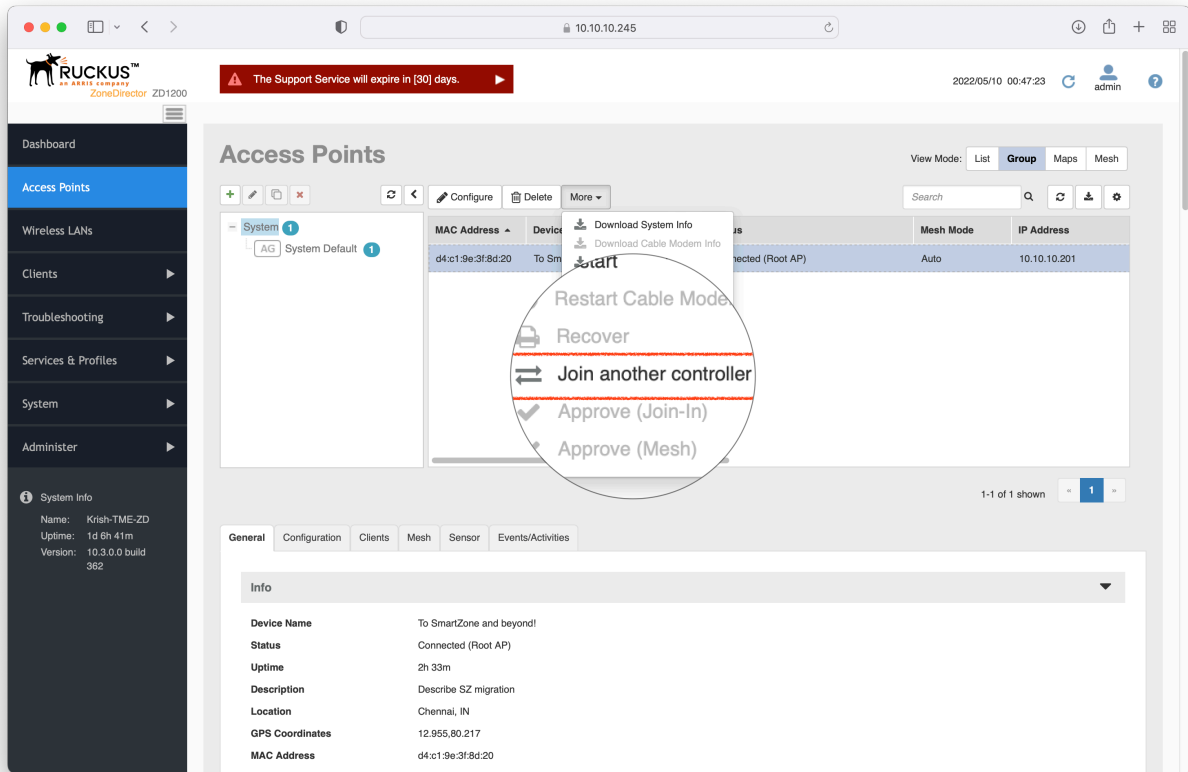 10.10.10.245
RUCKUS™
an ARRIS company
ZoneDirector ZD1200
The Support Service will expire in [30] days.
2022/05/10 00:47:23
admin
Dashboard
Access Points
Wireless LANs
Clients
Troubleshooting
Services & Profiles
System
Administer
System Info
Name: Krish-TME-ZD
Uptime: 1d 6h 41m
Version: 10.3.0.0 build
362
Access Points
View Mode: List Group Maps Mesh
Configure Delete More
Search
System 1
AG System Default 1
MAC Address Mesh Mode IP Address
d4:c1:9e:3f:8d:20 Auto 10.10.10.201
(Root AP)
Download System Info
Download Cable Modem Info
Recover
Join another controller
Approve (Join-In)
Approve (Mesh)
1-1 of 1 shown « 1 »
General Configuration Clients Mesh Sensor Events/Activities
Info
Device Name To SmartZone and beyond!
Status Connected (Root AP)
Uptime 2h 33m
Description Describe SZ migration
Location Chennai, IN
GPS Coordinates 12.955,80.217
MAC Address d4:c1:9e:3f:8d:20